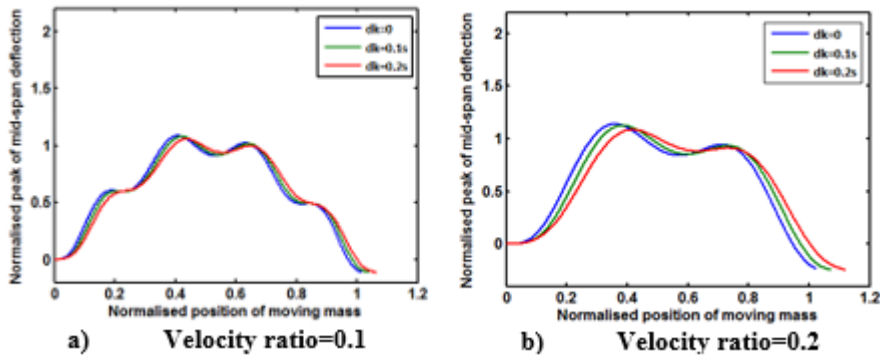 Normalised peak of mid-span deflection
2
1.5
1
0.5
0
dk=0
dk=0.1s
dk=0.2s
0 0.2 0.4 0.6 0.8 1 1.2
Normalised position of moving mass
a) Velocity ratio=0.1
Normalised peak of mid-span deflection
2
1.5
1
0.5
0
dk=0
dk=0.1s
dk=0.2s
0 0.2 0.4 0.6 0.8 1 1.2
Normalised position of moving mass
b) Velocity ratio=0.2